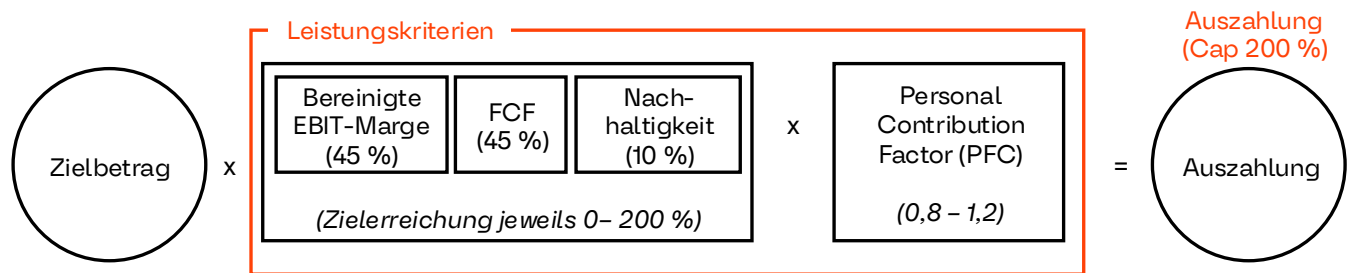 Leistungskriterien
Auszahlung
(Cap 200 %)
Zielbetrag
x
Bereinigte
EBIT-Marge
(45 %)
FCF
(45 %)
Nach-
haltigkeit
(10 %)
(Zielerreichung jeweils 0– 200 %)
x
Personal
Contribution
Factor (PFC)
(0,8 – 1,2)
=
Auszahlung